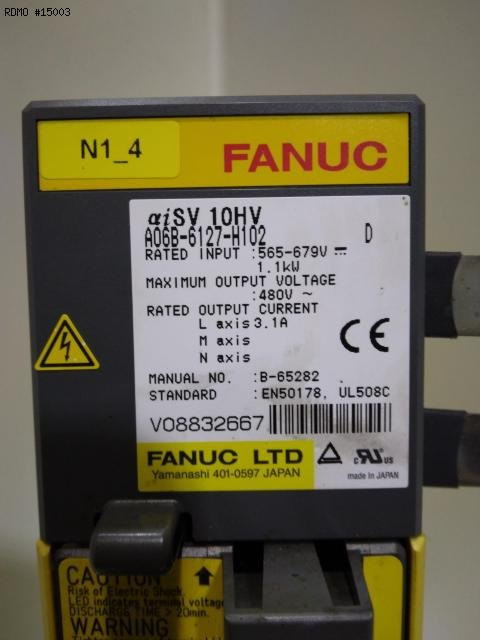 RDMO #15003
N1_4
FANUC
αiSV 10HV
A06B-6127-H102 D
RATED INPUT :565-679V ⎓
1.1kW
MAXIMUM OUTPUT VOLTAGE
:480V ~
RATED OUTPUT CURRENT
L axis 3.1A
M axis
N axis
CE
MANUAL NO. :B-65282
STANDARD :EN50178, UL508C
V08832667
FANUC LTD
Yamanashi 401-0597 JAPAN
c RU us
made in JAPAN
CAUTION
Risk of Electric Shock.
LED indicates terminal voltage
DISCHARGE TIME > 20min.
WARNING